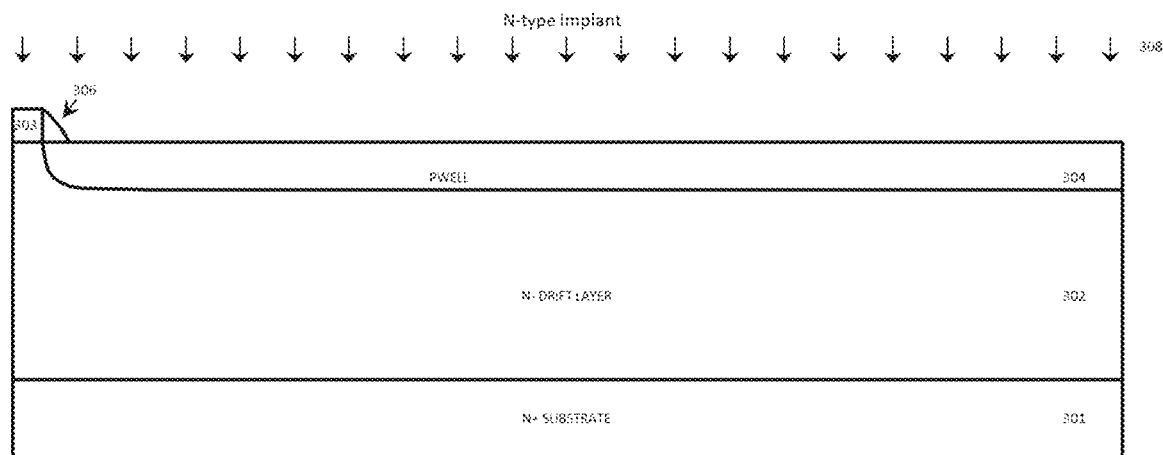 N-type implant
308
306
303
PWELL 304
N- DRIFT LAYER 302
N+ SUBSTRATE 301